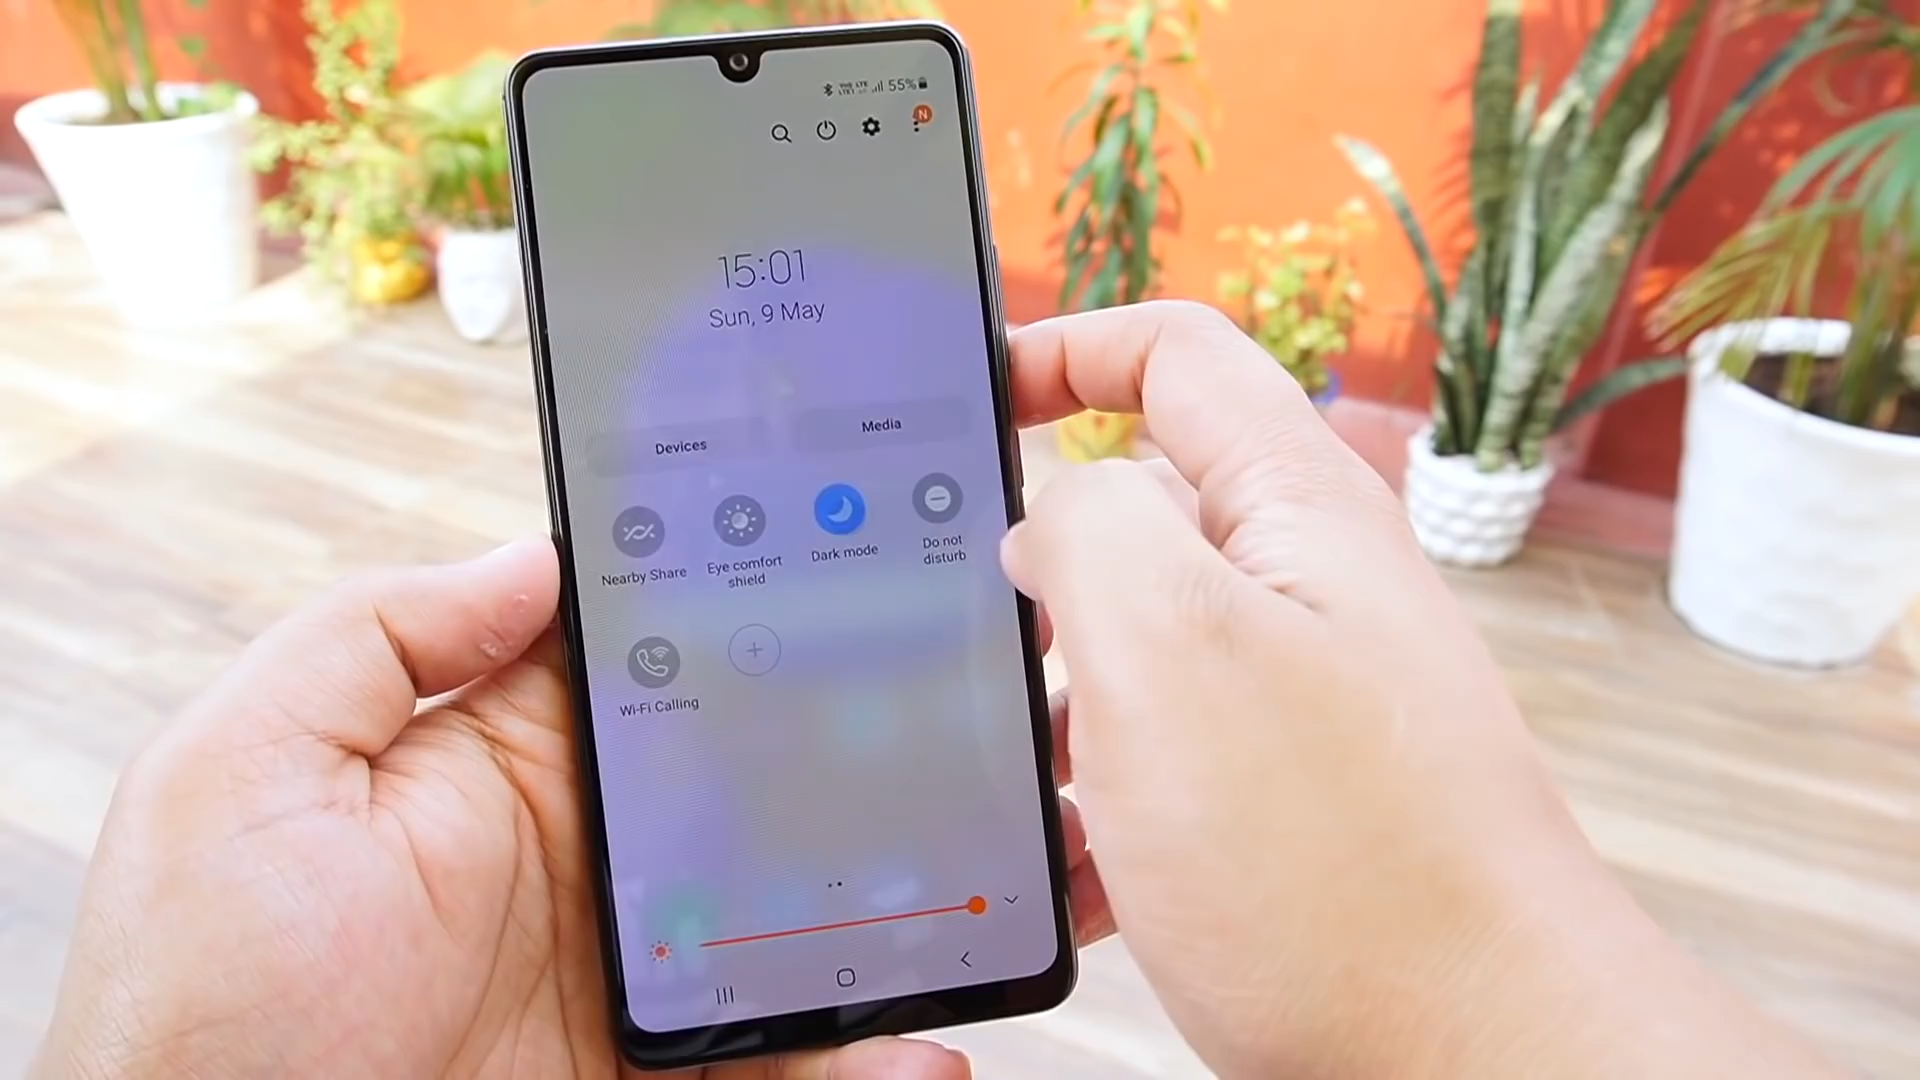 55%
N
15:01
Sun, 9 May
Devices
Media
Nearby Share
Eye comfort
shield
Dark mode
Do not
disturb
Wi-Fi Calling